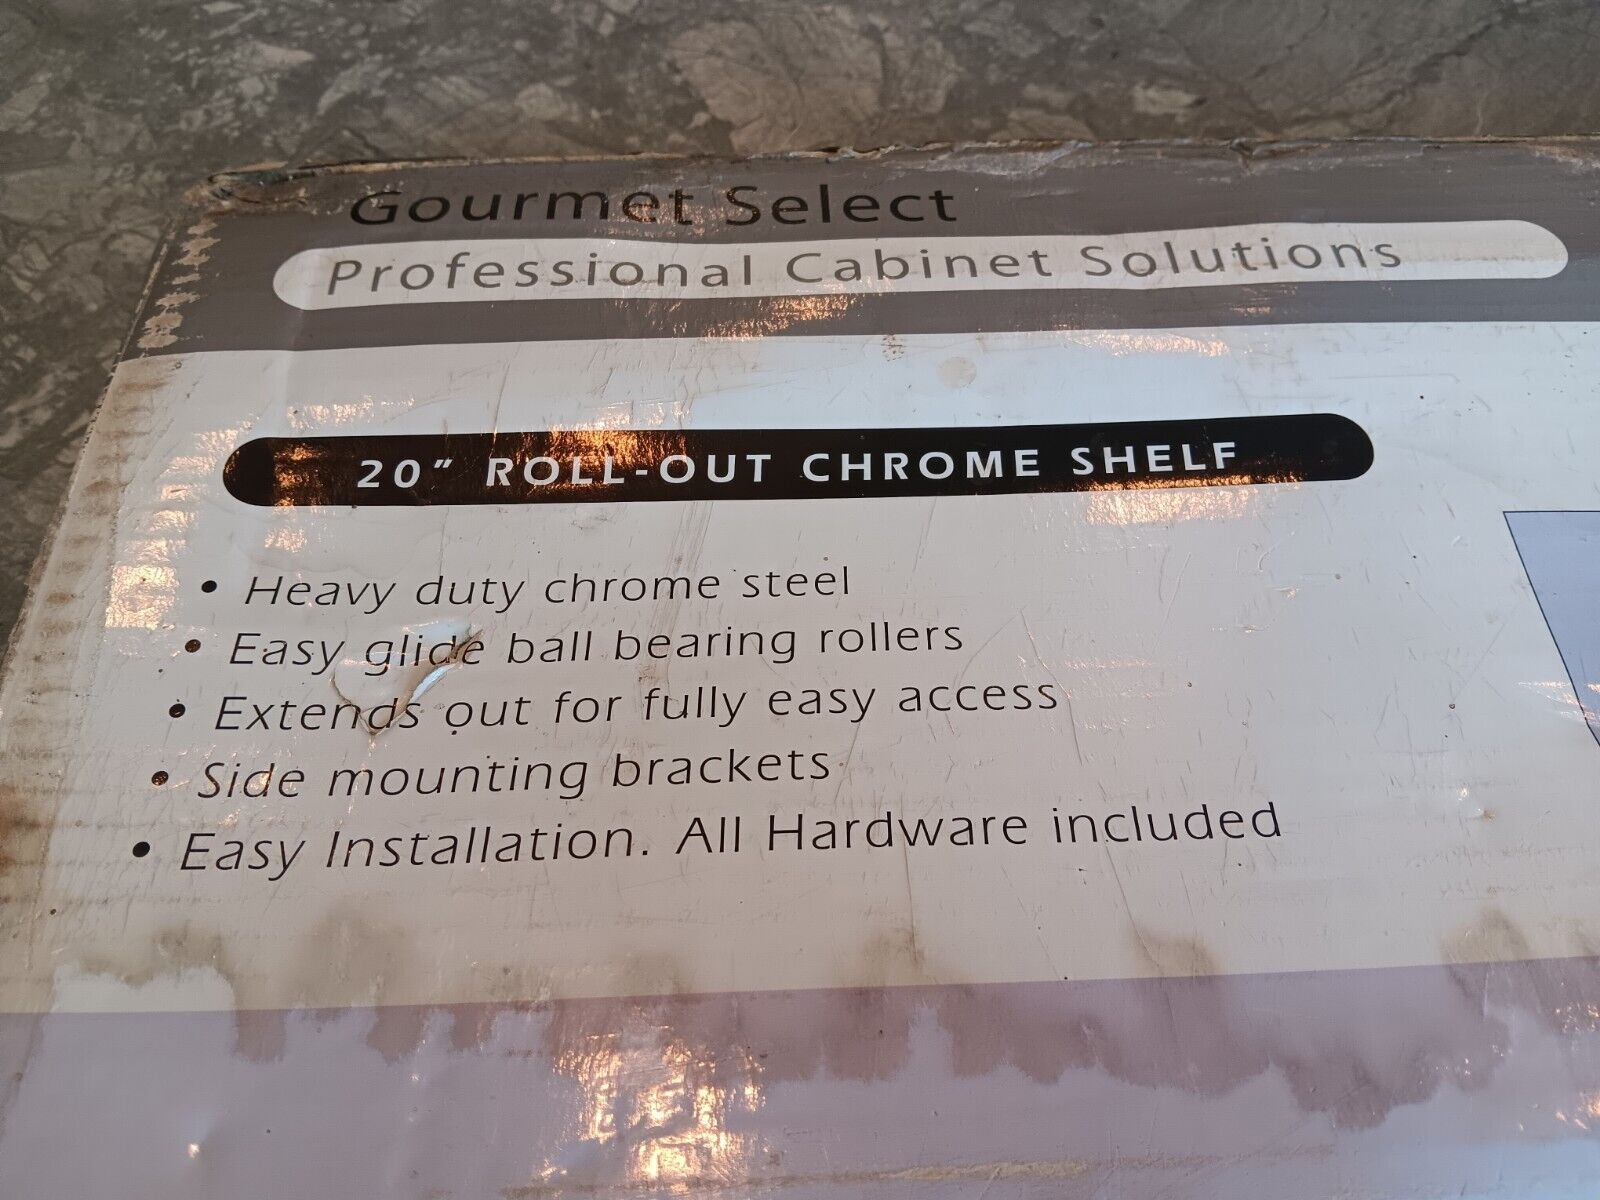 Gourmet Select
Professional Cabinet Solutions
20" ROLL-OUT CHROME SHELF
• Heavy duty chrome steel
• Easy glide ball bearing rollers
• Extends out for fully easy access
• Side mounting brackets
• Easy Installation. All Hardware included